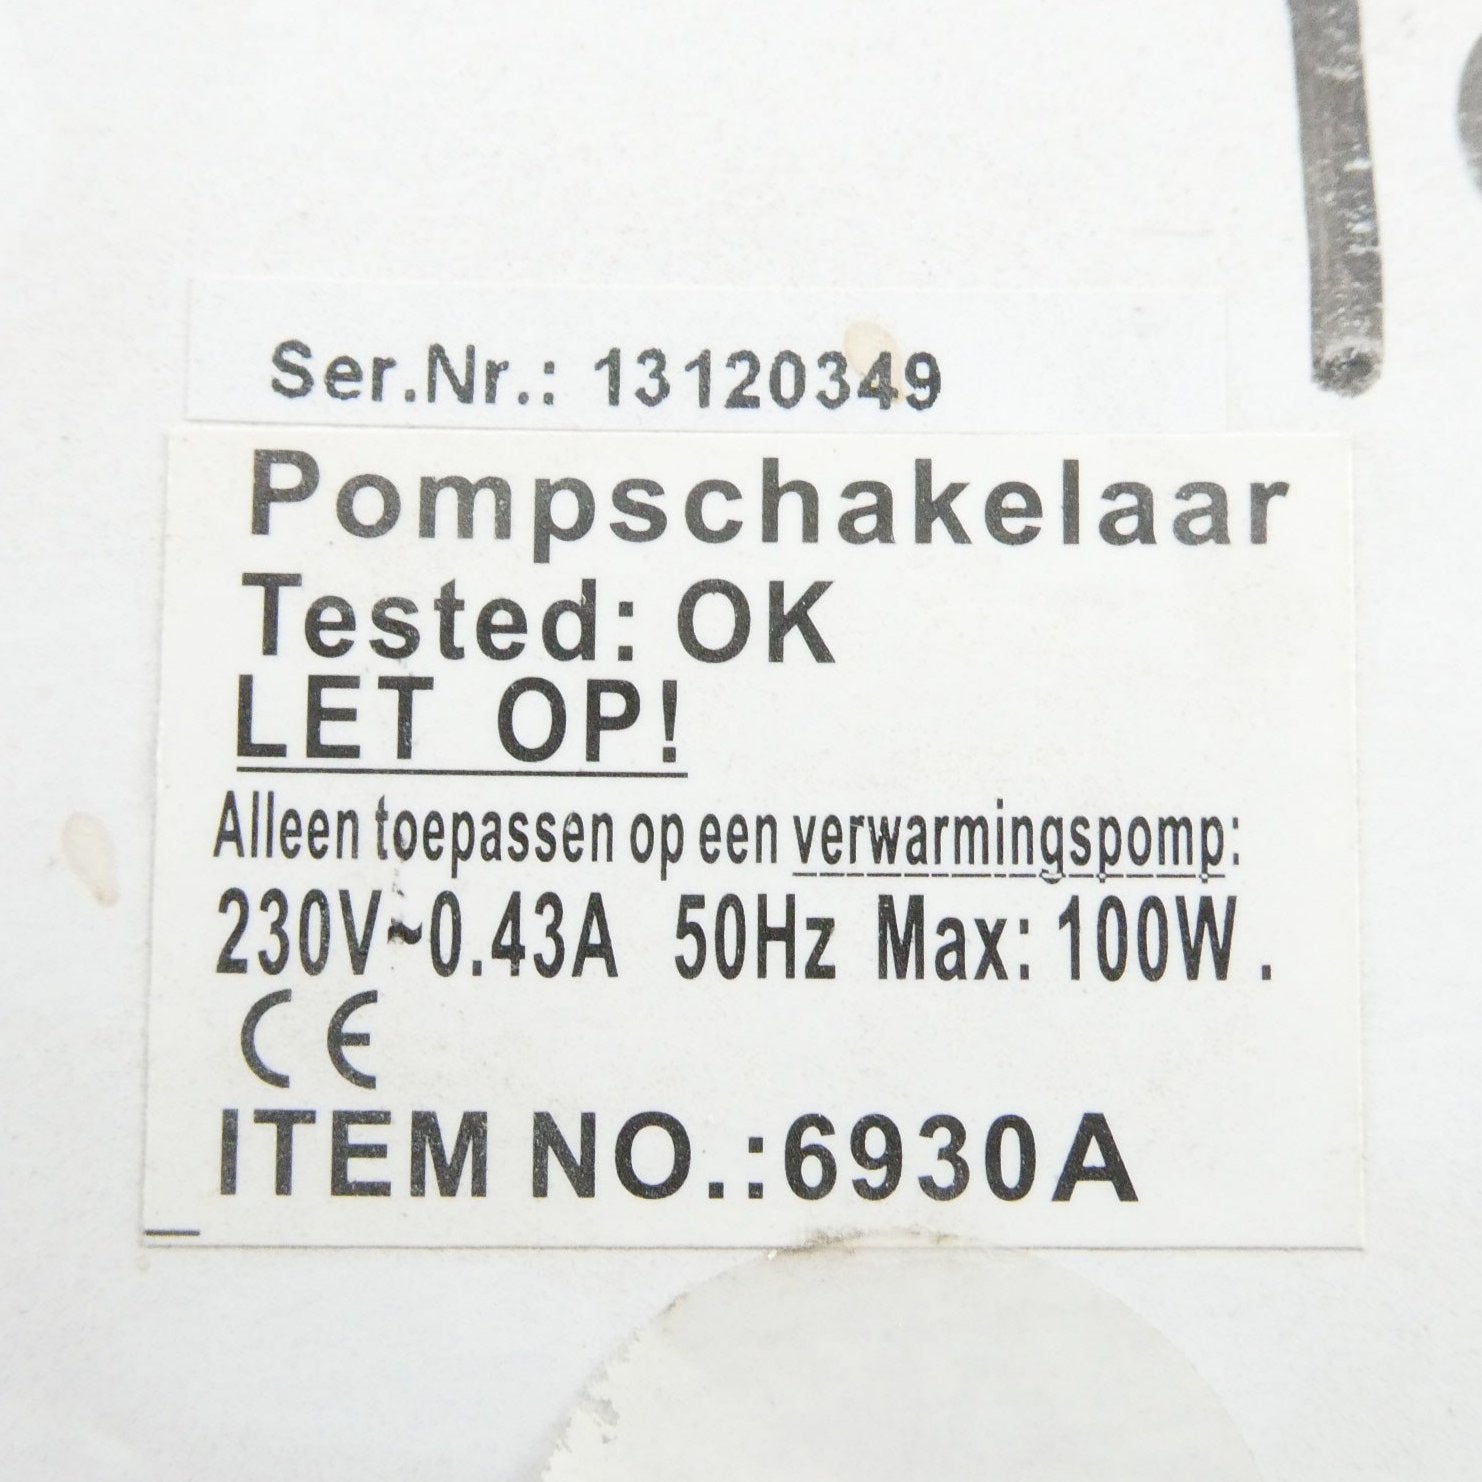 Ser.Nr.: 13120349
Pompschakelaar
Tested: OK
LET OP!
Alleen toepassen op een verwarmingspomp:
230V~0.43A 50Hz Max: 100W.
CE
ITEM NO.:6930A